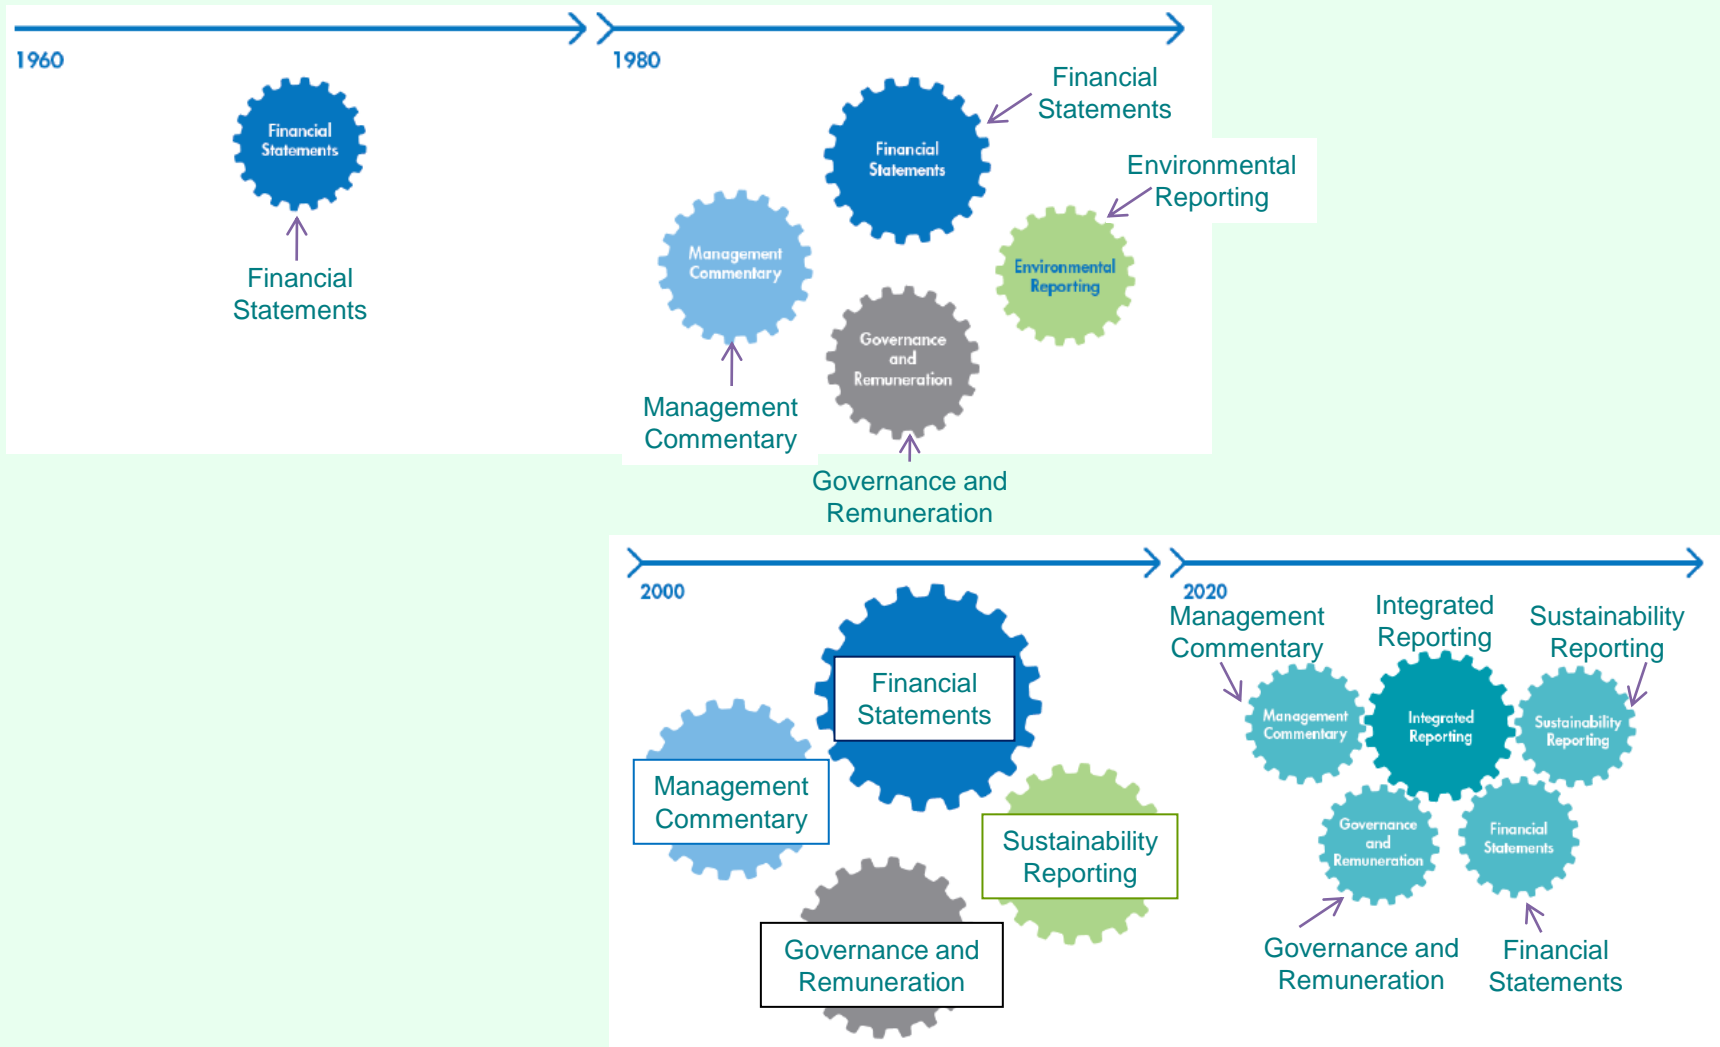 1960
Financial
Statements
Financial
Statements
1980
Financial
Statements
Financial
Statements
Environmental
Reporting
Management
Commentary
Environmental
Reporting
Governance
and
Remuneration
Management
Commentary
Governance and
Remuneration
2000
Financial
Statements
Management
Commentary
Sustainability
Reporting
Governance and
Remuneration
2020
Management
Commentary
Integrated
Reporting
Sustainability
Reporting
Management
Commentary
Integrated
Reporting
Sustainability
Reporting
Governance
and
Remuneration
Financial
Statements
Governance and
Remuneration
Financial
Statements